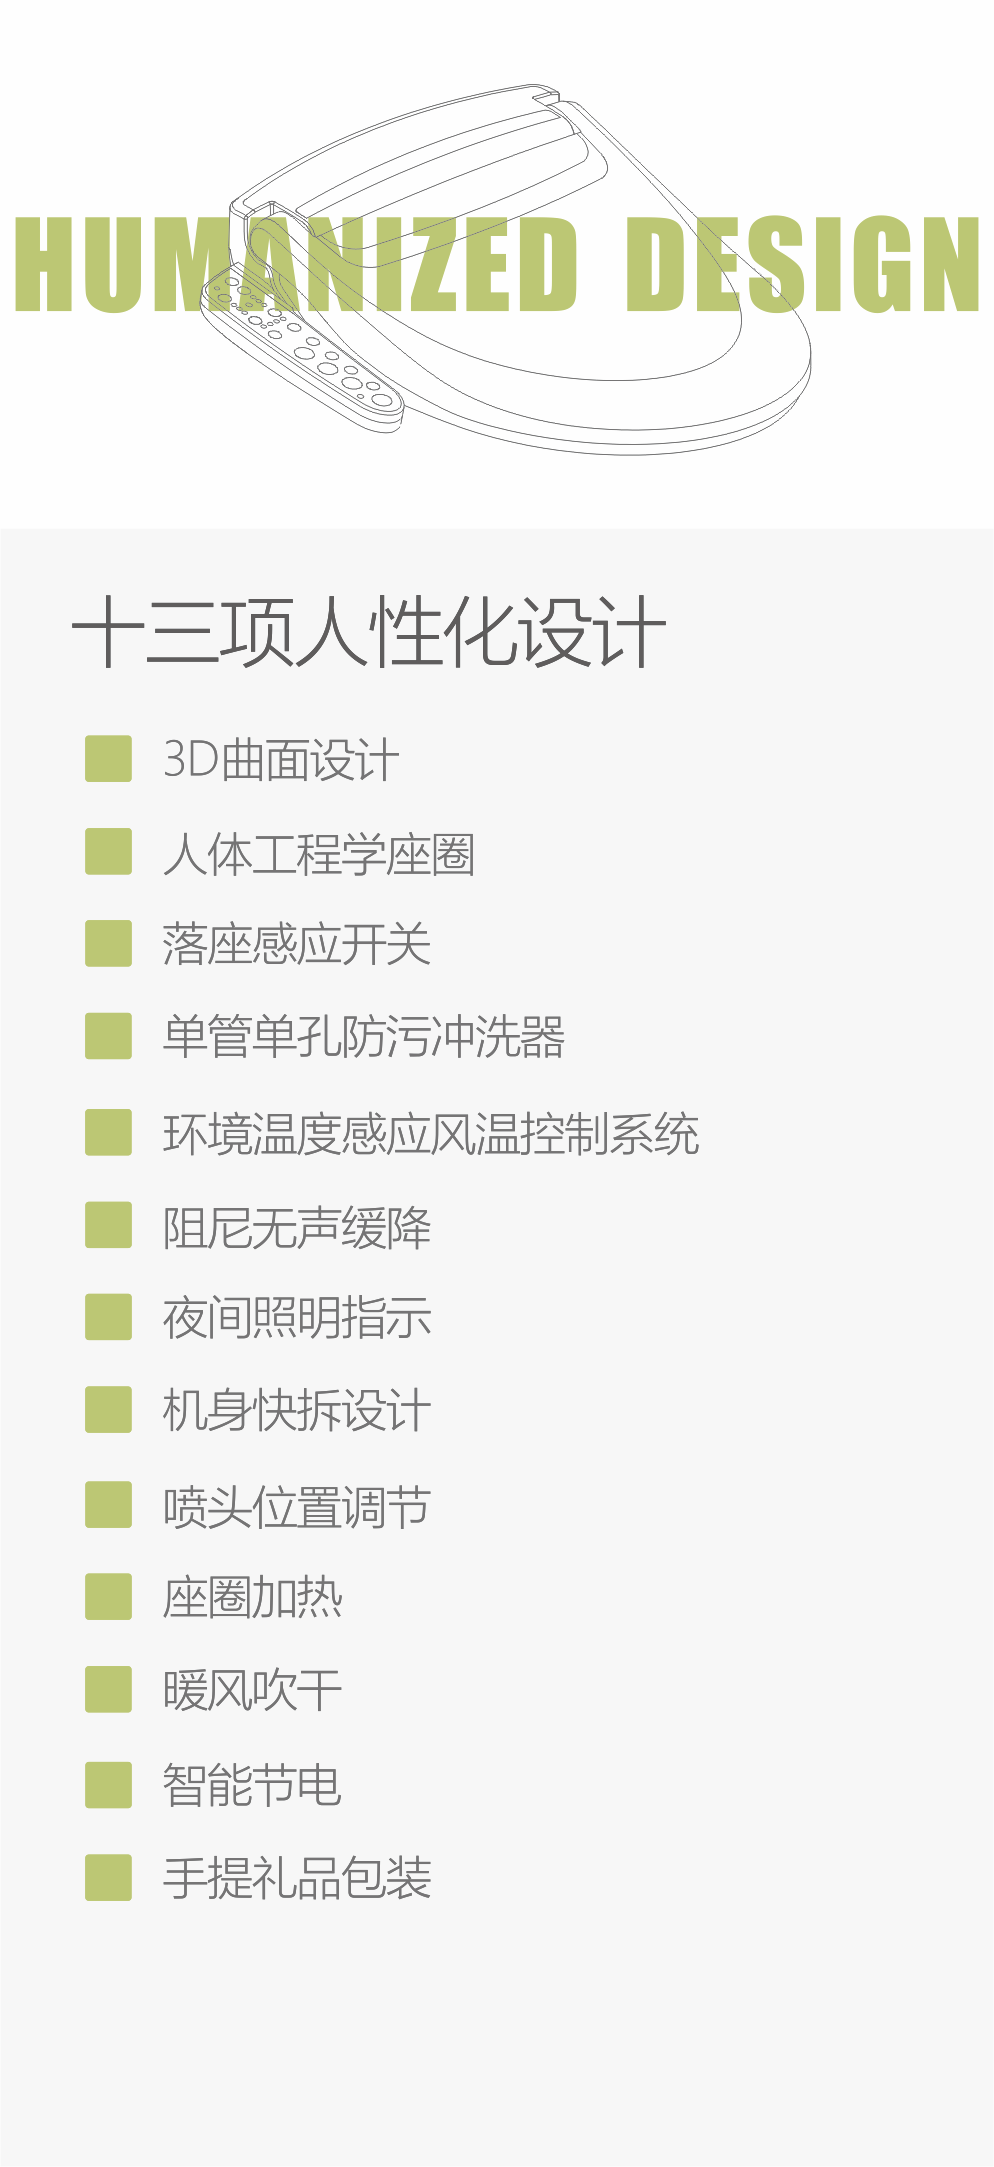 HUMANIZED DESIGN
十三项人性化设计
3D曲面设计
人体工程学座圈
落座感应开关
单管单孔防污冲洗器
环境温度感应风温控制系统
阻尼无声缓降
夜间照明指示
机身快拆设计
喷头位置调节
座圈加热
暖风吹干
智能节电
手提礼品包装